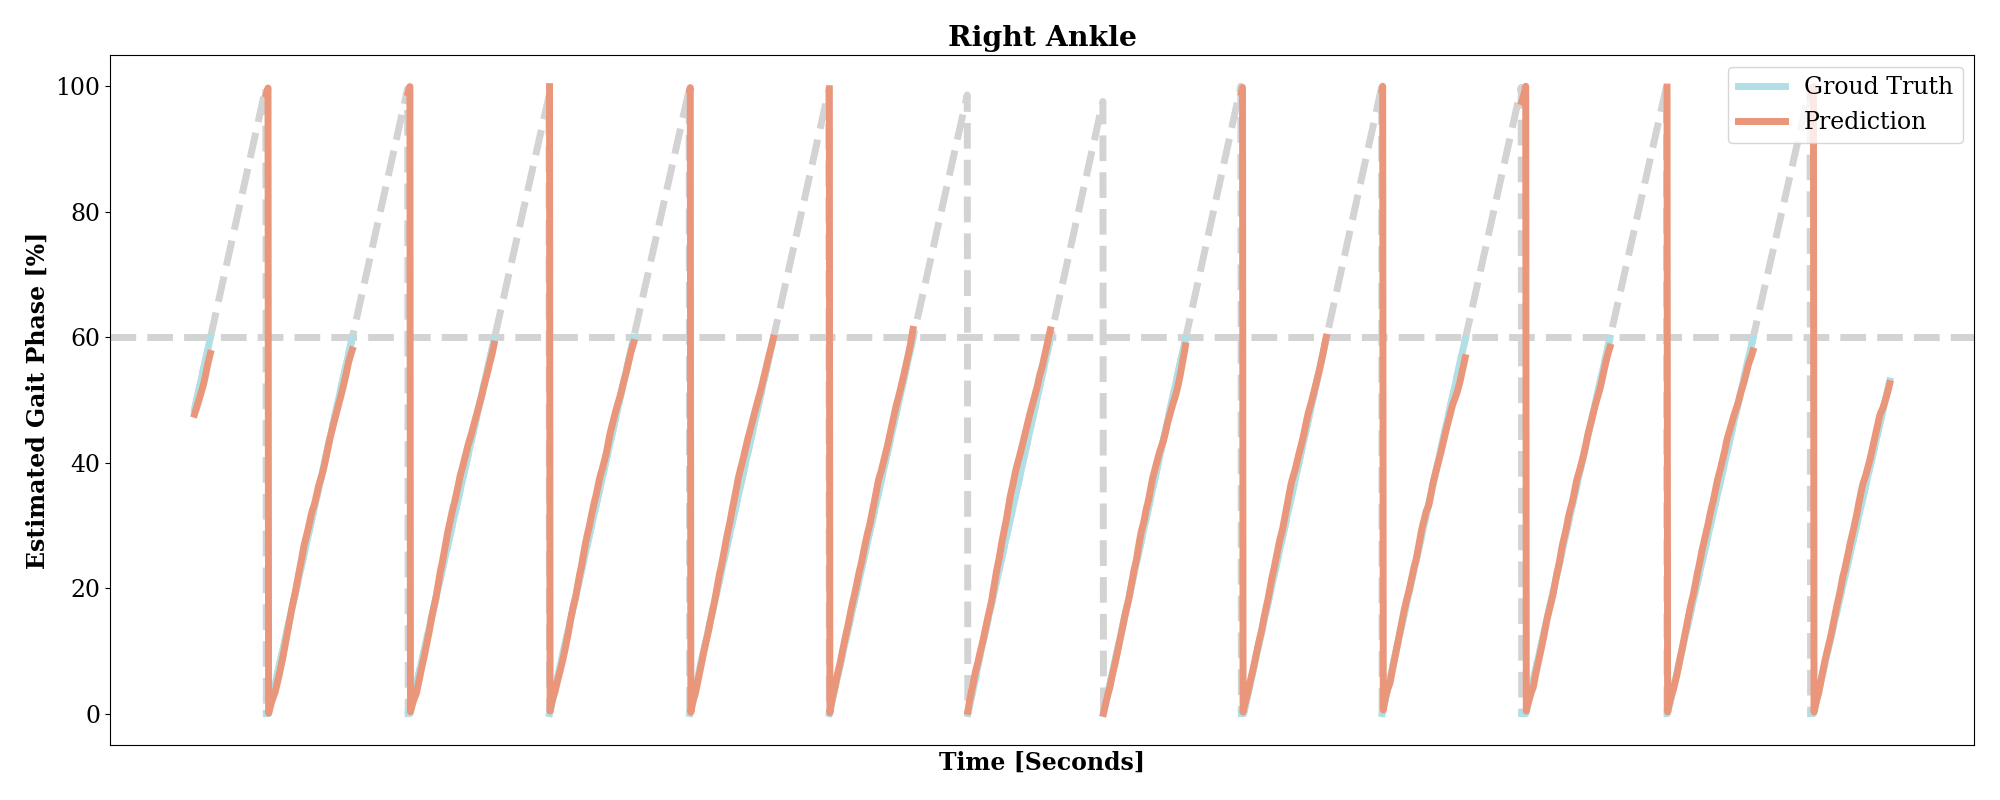 Right Ankle
Groud Truth
Prediction
Estimated Gait Phase [%]
100
80
60
40
20
0
Time [Seconds]